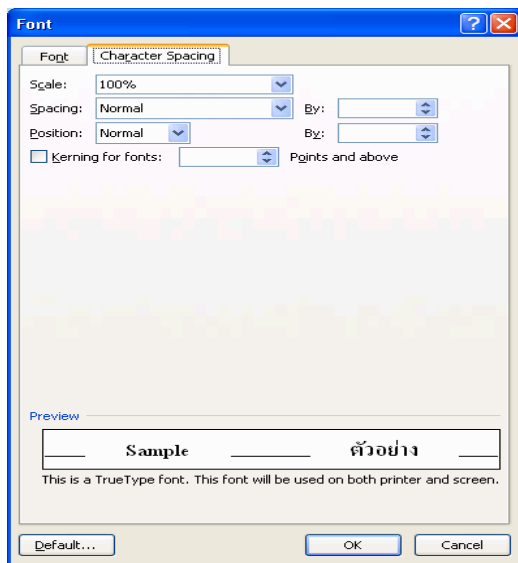 Font
Font Character Spacing
Scale: 100%
Spacing: Normal By:
Position: Normal By:
Kerning for fonts: Points and above
Preview
Sample ตัวอย่าง
This is a TrueType font. This font will be used on both printer and screen.
Default... OK Cancel